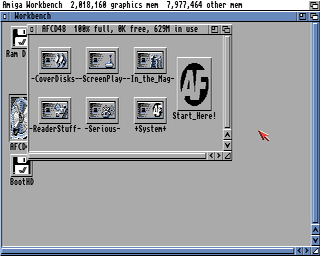 Amiga Workbench 2,018,160 graphics mem 7,977,464 other mem
Workbench
AFCD48 100% full, 0K free, 629M in use
Ram D
-CoverDisks- -ScreenPlay- -In_the_Mag-
AF
Start_Here!
-ReaderStuff- -Serious- +System+
AFCD
BootHD